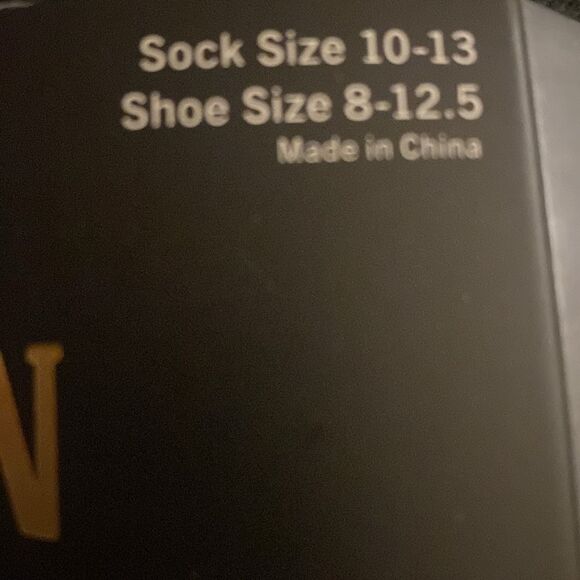 Sock Size 10-13
Shoe Size 8-12.5
Made in China
N